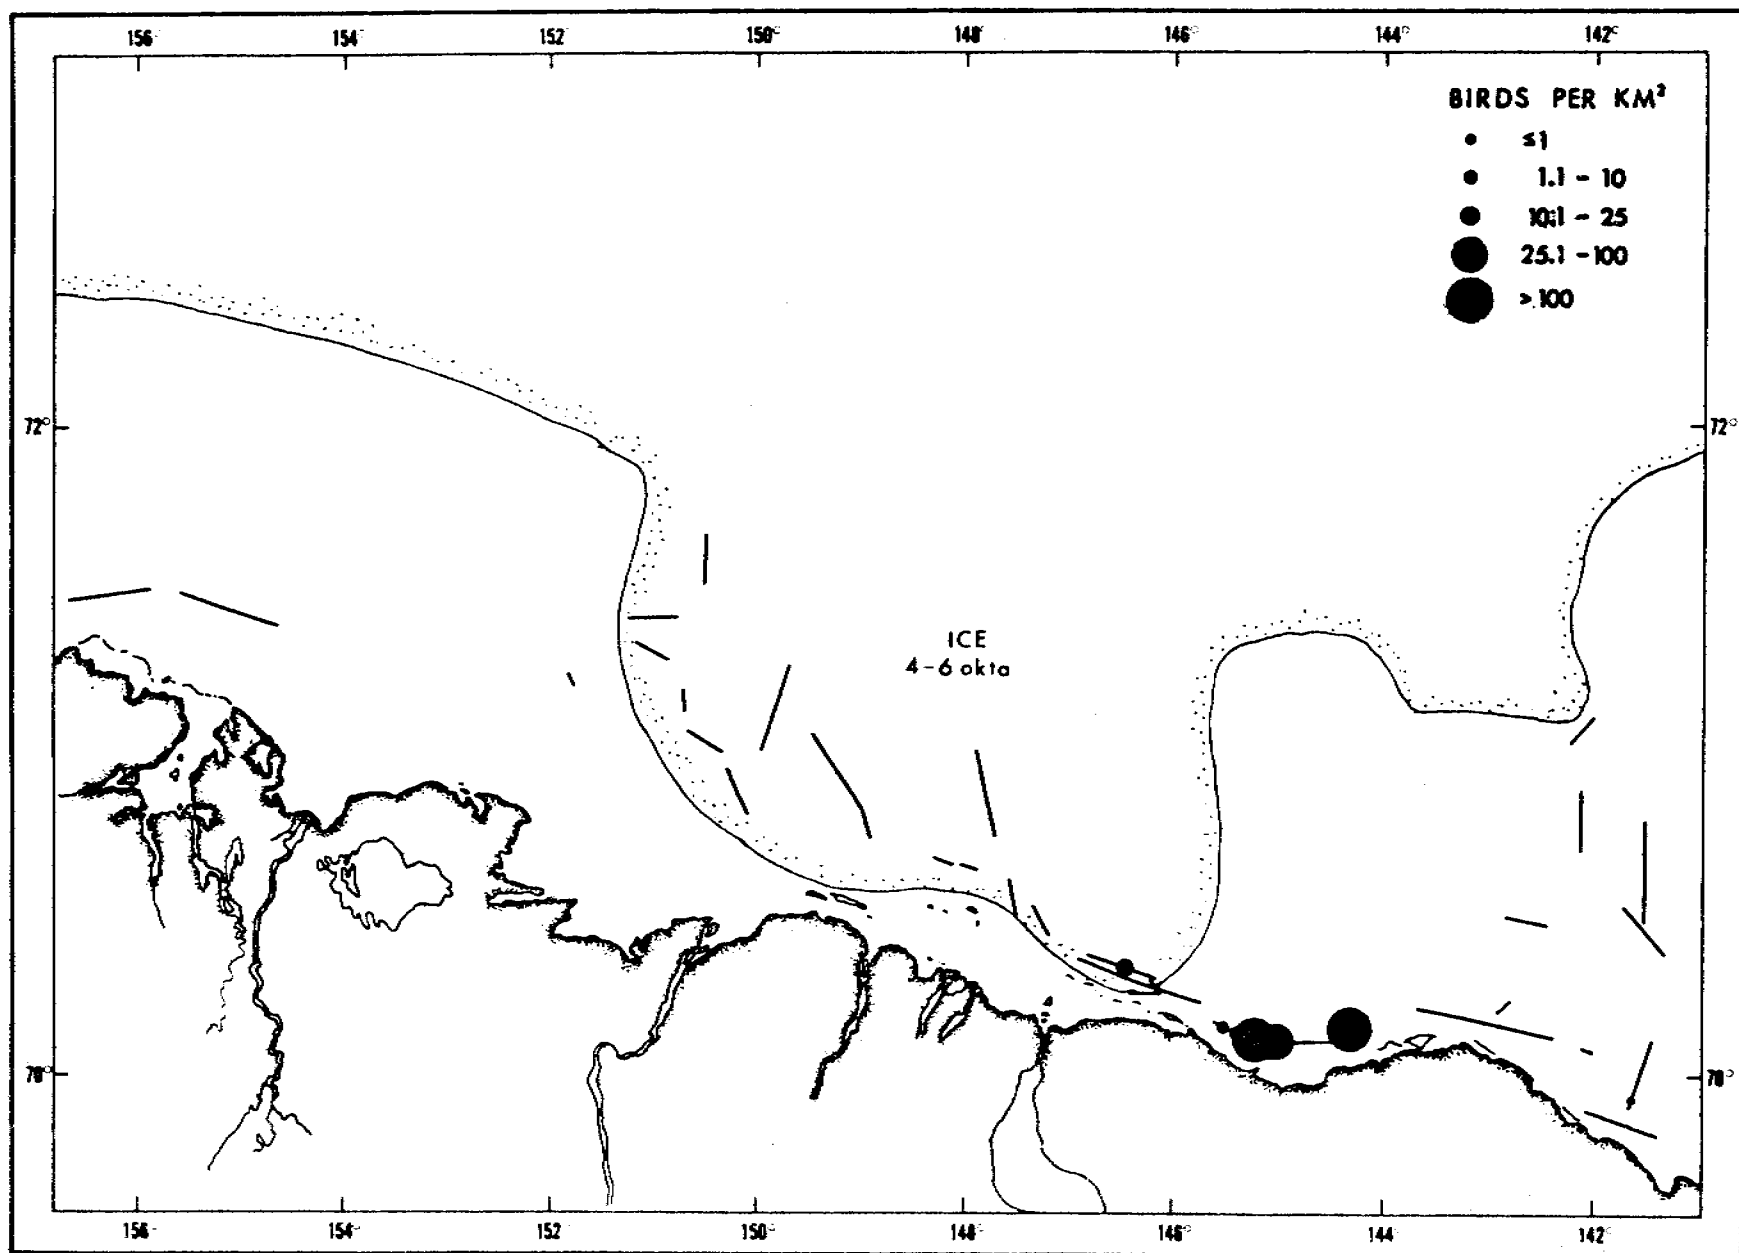 156° 154° 152 150° 148° 146° 144° 142°
BIRDS PER KM²
≤1
1.1 - 10
10.1 - 25
25.1 - 100
>100
72° 72°
ICE
4-6 okta
70° 70°
156° 154° 152 150° 148° 146° 144° 142°